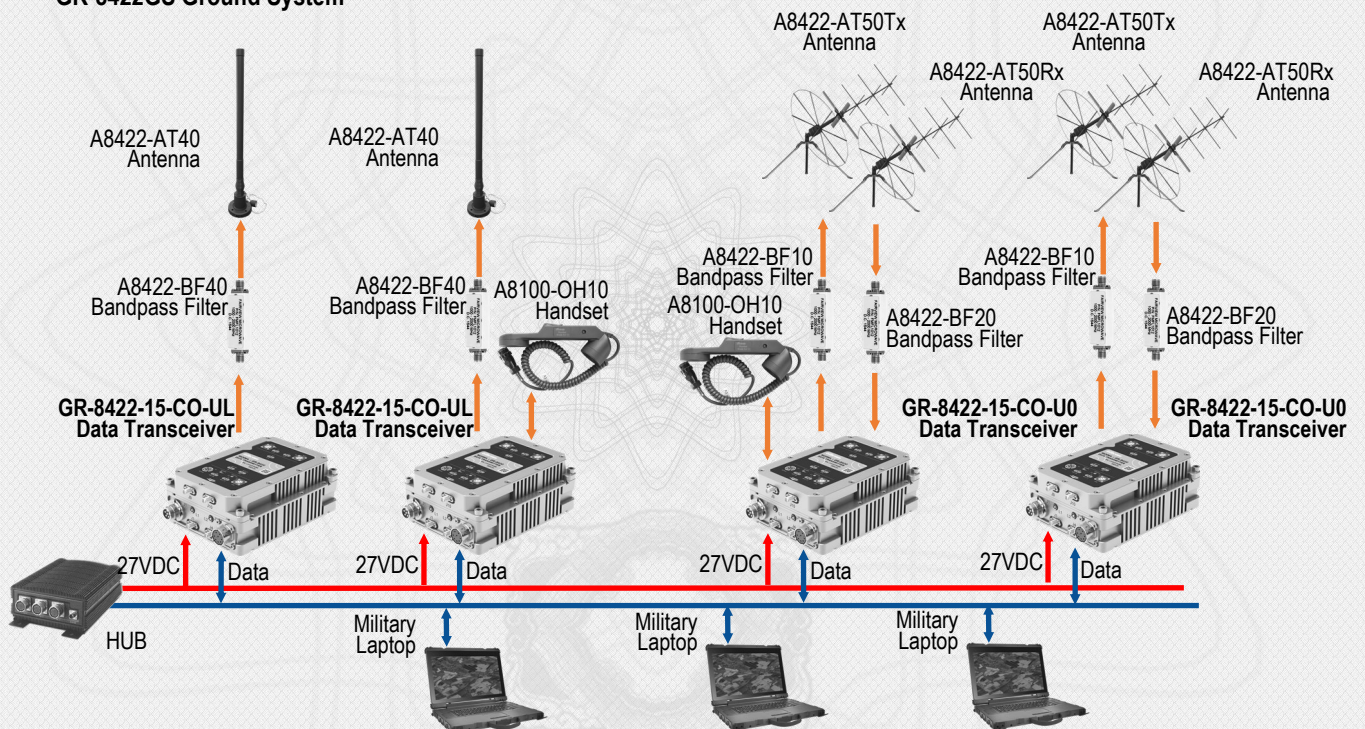 GR-8422GS Ground System
A8422-AT40
Antenna
A8422-AT40
Antenna
A8422-AT50Tx
Antenna
A8422-AT50Rx
Antenna
A8422-AT50Tx
Antenna
A8422-AT50Rx
Antenna
A8422-BF40
Bandpass Filter
A8422-BF40
Bandpass Filter
A8100-OH10
Handset
A8422-BF10
Bandpass Filter
A8100-OH10
Handset
A8422-BF20
Bandpass Filter
A8422-BF10
Bandpass Filter
A8422-BF20
Bandpass Filter
GR-8422-15-CO-UL
Data Transceiver
GR-8422-15-CO-UL
Data Transceiver
GR-8422-15-CO-U0
Data Transceiver
GR-8422-15-CO-U0
Data Transceiver
27VDC
Data
27VDC
Data
27VDC
Data
27VDC
Data
HUB
Military
Laptop
Military
Laptop
Military
Laptop